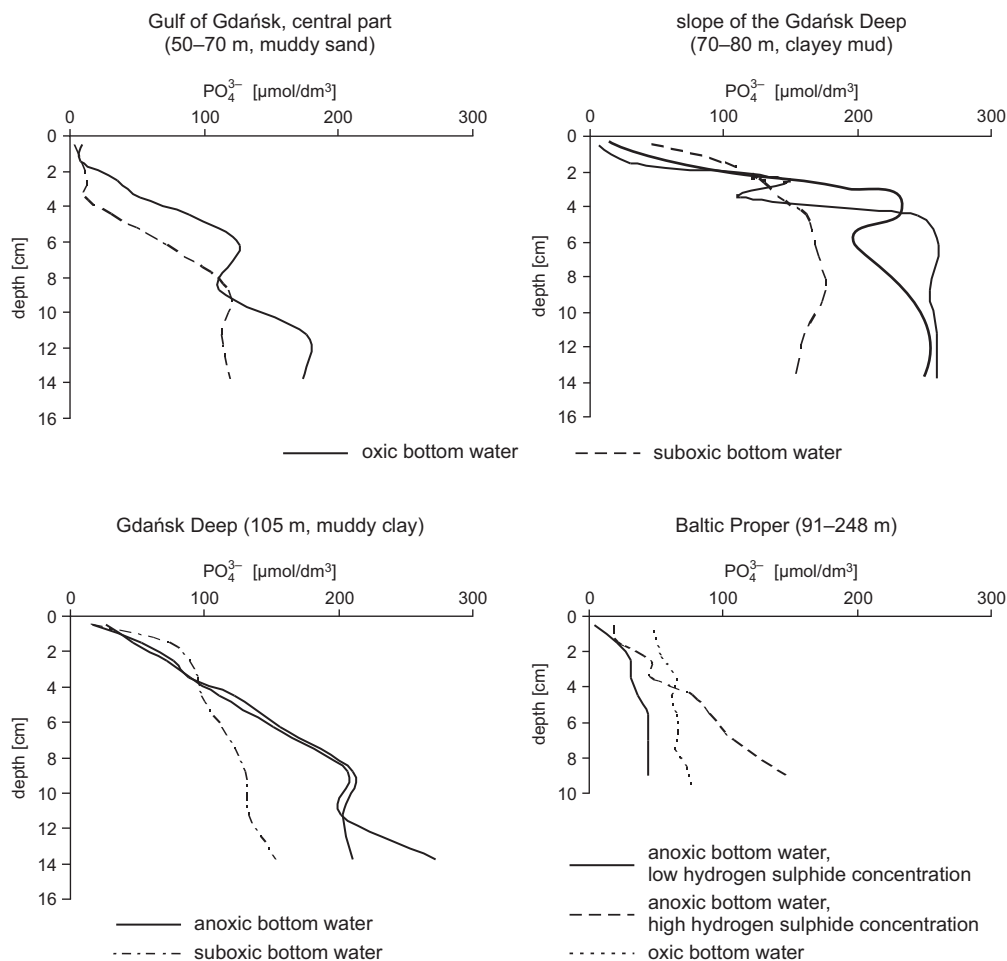 Gulf of Gdańsk, central part
(50–70 m, muddy sand)
PO₄³⁻ [µmol/dm³]
0 100 200 300
0
2
4
6
8
10
12
14
16
depth [cm]
slope of the Gdańsk Deep
(70–80 m, clayey mud)
PO₄³⁻ [µmol/dm³]
0 100 200 300
0
2
4
6
8
10
12
14
16
depth [cm]
oxic bottom water
suboxic bottom water
Gdańsk Deep (105 m, muddy clay)
PO₄³⁻ [µmol/dm³]
0 100 200 300
0
2
4
6
8
10
12
14
16
depth [cm]
anoxic bottom water
suboxic bottom water
Baltic Proper (91–248 m)
PO₄³⁻ [µmol/dm³]
0 100 200 300
0
2
4
6
8
10
depth [cm]
anoxic bottom water,
low hydrogen sulphide concentration
anoxic bottom water,
high hydrogen sulphide concentration
oxic bottom water